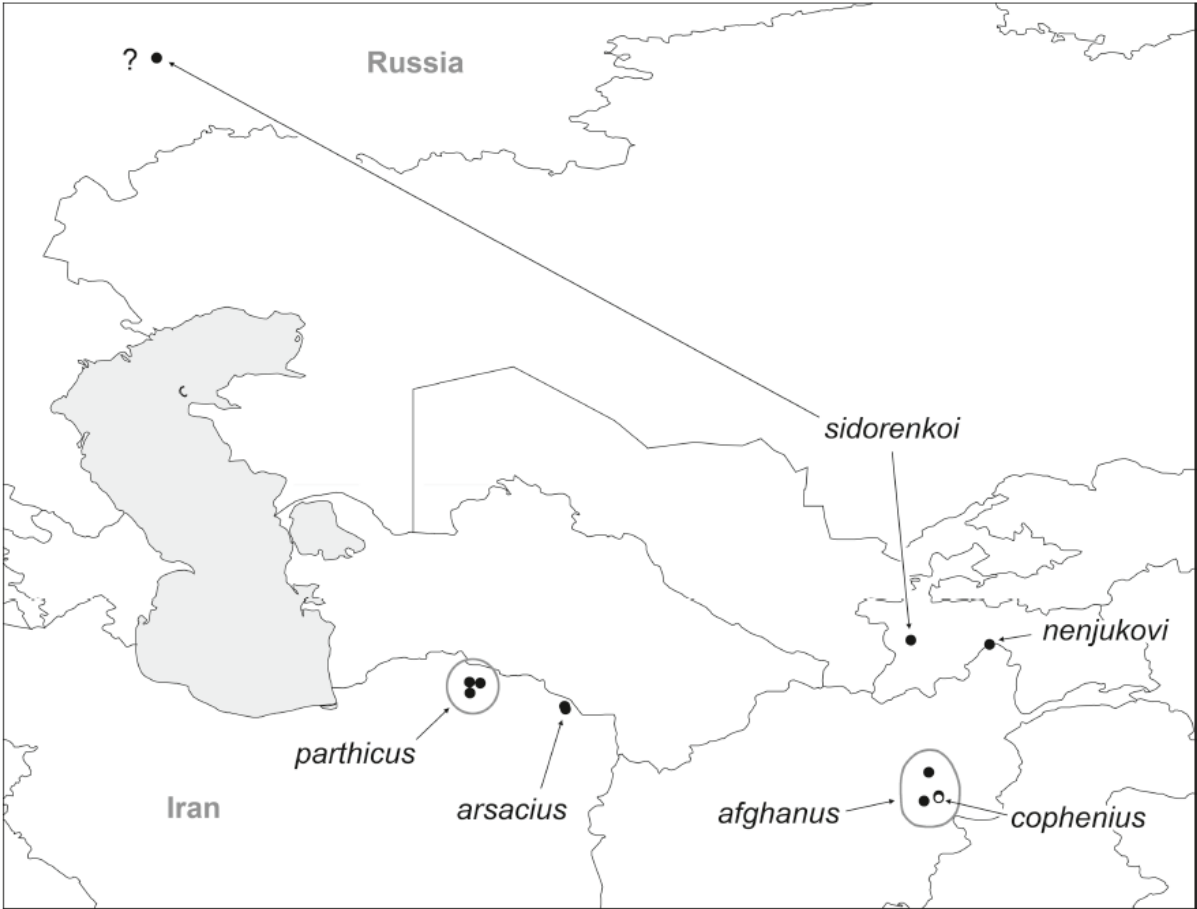 ?
Russia
sidorenkoi
nenjukovi
parthicus
arsacius
Iran
afghanus
cophenius